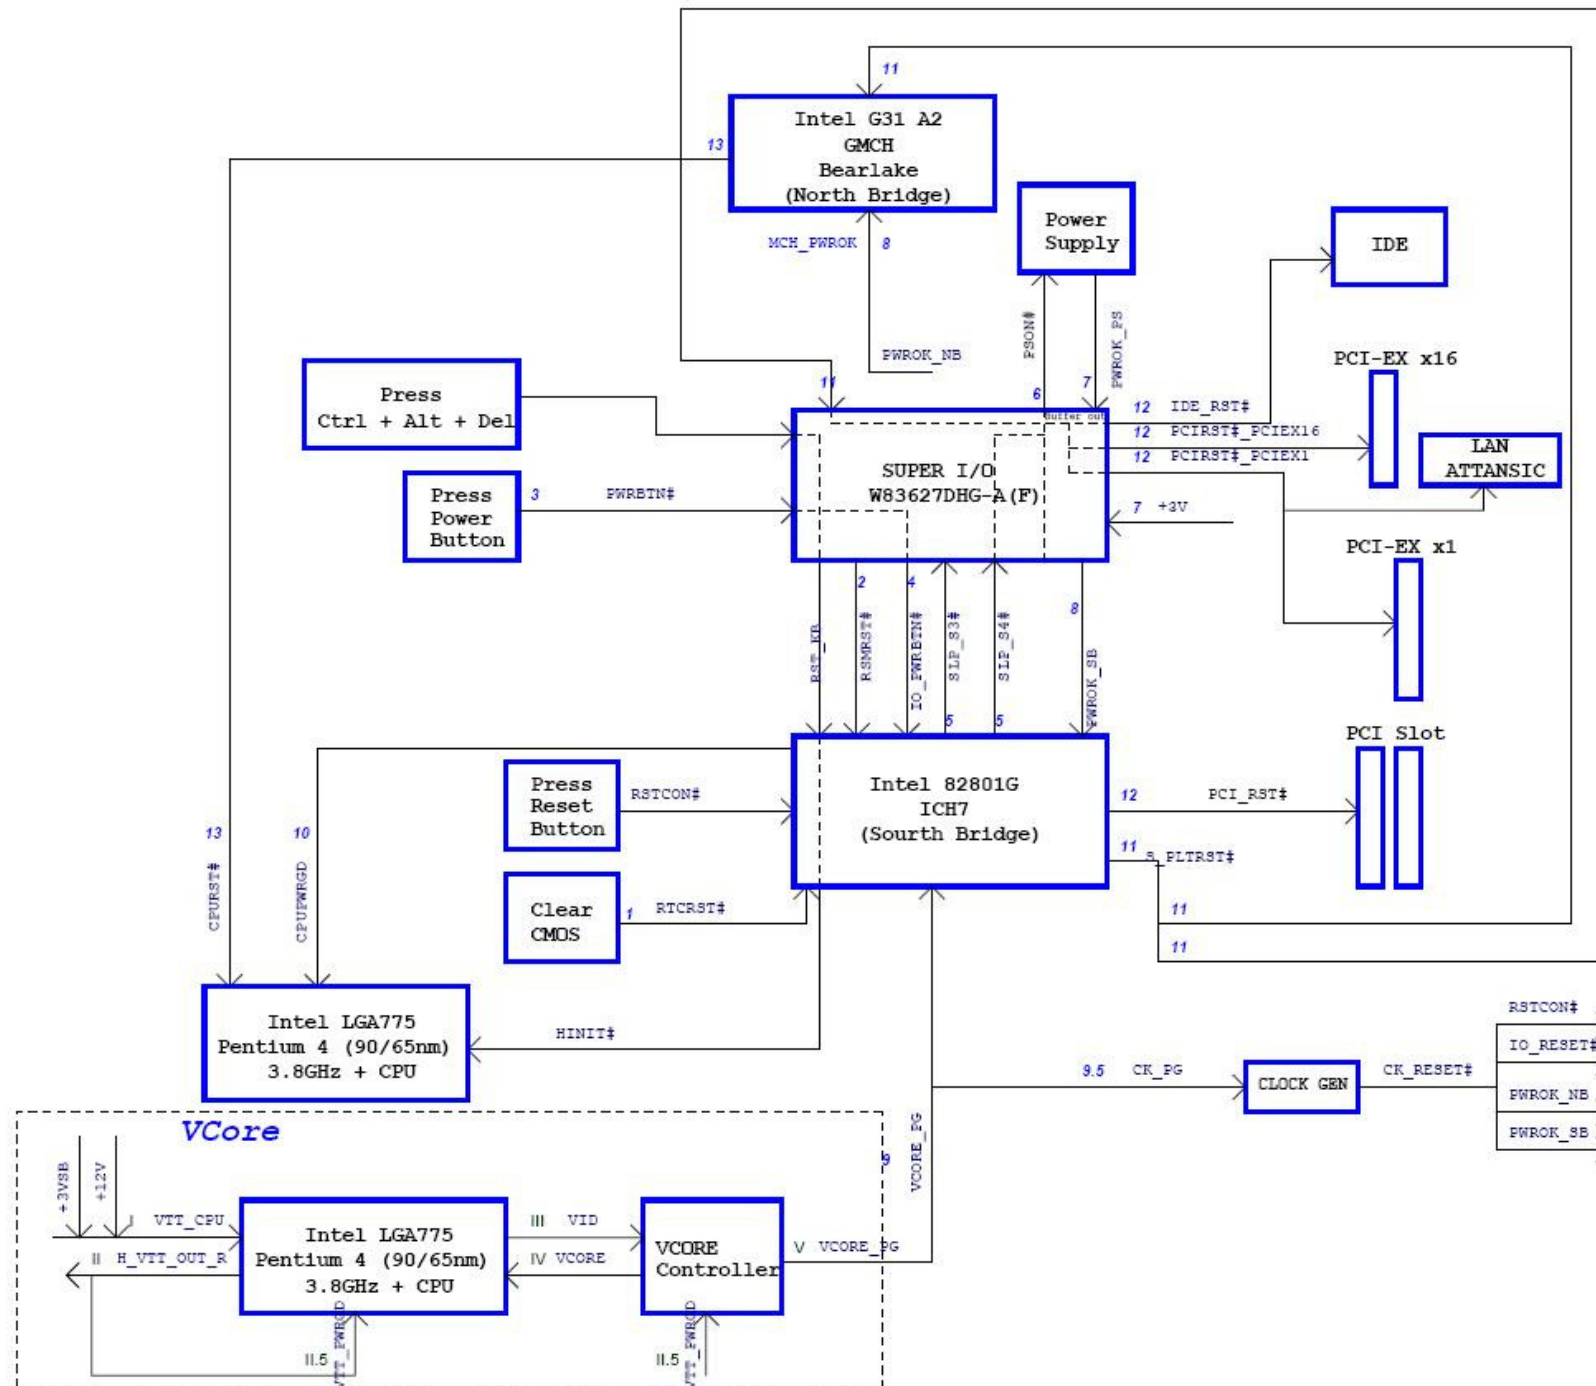 11
Intel G31 A2
GMCH
Bearlake
(North Bridge)
13
MCH_PWROK
8
Power
Supply
IDE
PSON#
PWROK_PS
PWROK_NB
PCI-EX x16
Press
Ctrl + Alt + Del
11
6
7
Buffer out
12 IDE_RST#
12 PCIRST#_PCIEX16
12 PCIRST#_PCIEX1
LAN
ATTANSIC
SUPER I/O
W83627DHG-A(F)
Press
Power
Button
3
PWRBTN#
7 +3V
PCI-EX x1
2
4
8
RST_KB
RSMRST#
IO_PWRBTN#
SLP_S3#
SLP_S4#
PWROK_SB
5
5
PCI Slot
Press
Reset
Button
RSTCON#
Intel 82801G
ICH7
(Sourth Bridge)
12
PCI_RST#
11 S_PLTRST#
13
CPURST#
10
CPUPWRGD
Clear
CMOS
1
RTCRST#
11
11
Intel LGA775
Pentium 4 (90/65nm)
3.8GHz + CPU
HINIT#
9.5 CK_PG
CLOCK GEN
CK_RESET#
RSTCON#
IO_RESET#
PWROK_NB
PWROK_SB
VCore
9
VCORE_PG
+3VSB
+12V
I
VTT_CPU
II
H_VTT_OUT_R
Intel LGA775
Pentium 4 (90/65nm)
3.8GHz + CPU
III VID
IV VCORE
VCORE
Controller
V VCORE_PG
II.5
VTT_PWRGD
II.5
VTT_PWRGD